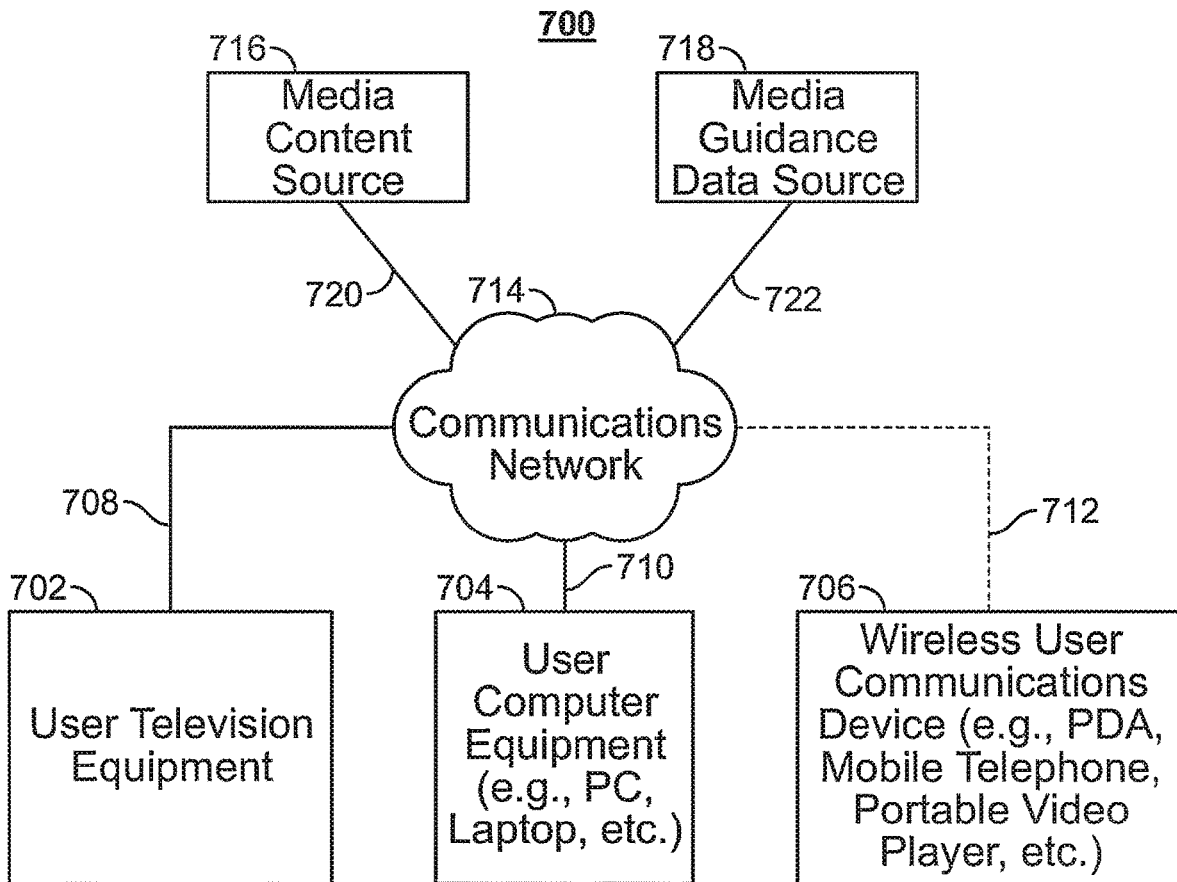 700
716
Media
Content
Source
718
Media
Guidance
Data Source
720
714
722
Communications
Network
708
710
712
702
User Television
Equipment
704
User
Computer
Equipment
(e.g., PC,
Laptop, etc.)
706
Wireless User
Communications
Device (e.g., PDA,
Mobile Telephone,
Portable Video
Player, etc.)